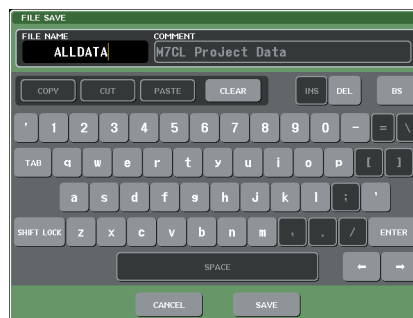 FILE SAVE
FILE NAME COMMENT
ALLDATA M7CL ProJect Data
COPY CUT PASTE CLEAR INS DEL BS
' 1 2 3 4 5 6 7 8 9 0 - = \
TAB q w e r t y u i o p [ ]
a s d f g h j k l ; '
SHIFT LOCK z x c v b n m , . / ENTER
SPACE ← →
CANCEL SAVE